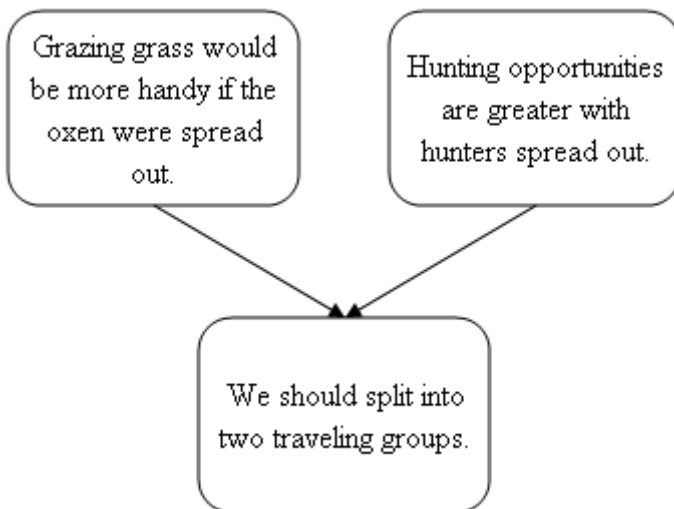 Grazing grass would
be more handy if the
oxen were spread
out.
Hunting opportunities
are greater with
hunters spread out.
We should split into
two traveling groups.